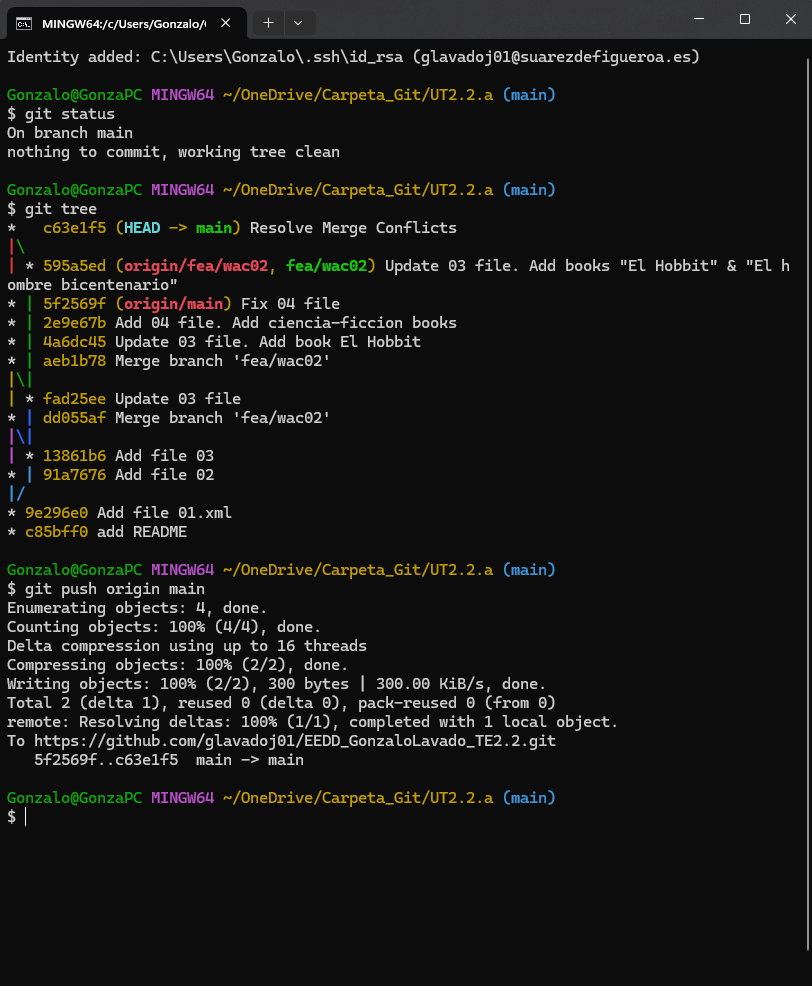 MINGW64:/c/Users/Gonzalo/
Identity added: C:\Users\Gonzalo\.ssh\id_rsa (glavadoj01@suarezdefigueroa.es)
Gonzalo@GonzaPC MINGW64 ~/OneDrive/Carpeta_Git/UT2.2.a (main)
$ git status
On branch main
nothing to commit, working tree clean
Gonzalo@GonzaPC MINGW64 ~/OneDrive/Carpeta_Git/UT2.2.a (main)
$ git tree
*   c63e1f5 (HEAD -> main) Resolve Merge Conflicts
|\
| * 595a5ed (origin/fea/wac02, fea/wac02) Update 03 file. Add books "El Hobbit" & "El h
ombre bicentenario"
* | 5f2569f (origin/main) Fix 04 file
* | 2e9e67b Add 04 file. Add ciencia-ficcion books
* | 4a6dc45 Update 03 file. Add book El Hobbit
* | aeb1b78 Merge branch 'fea/wac02'
|\|
| * fad25ee Update 03 file
* | dd055af Merge branch 'fea/wac02'
|\|
| * 13861b6 Add file 03
* | 91a7676 Add file 02
|/
* 9e296e0 Add file 01.xml
* c85bff0 add README
Gonzalo@GonzaPC MINGW64 ~/OneDrive/Carpeta_Git/UT2.2.a (main)
$ git push origin main
Enumerating objects: 4, done.
Counting objects: 100% (4/4), done.
Delta compression using up to 16 threads
Compressing objects: 100% (2/2), done.
Writing objects: 100% (2/2), 300 bytes | 300.00 KiB/s, done.
Total 2 (delta 1), reused 0 (delta 0), pack-reused 0 (from 0)
remote: Resolving deltas: 100% (1/1), completed with 1 local object.
To https://github.com/glavadoj01/EEDD_GonzaloLavado_TE2.2.git
   5f2569f..c63e1f5  main -> main
Gonzalo@GonzaPC MINGW64 ~/OneDrive/Carpeta_Git/UT2.2.a (main)
$